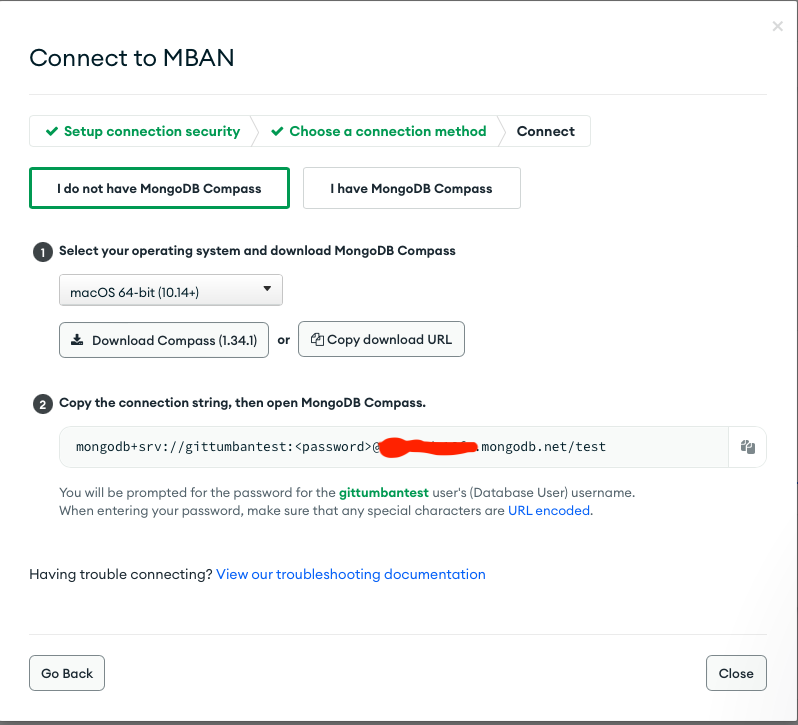 Connect to MBAN
Setup connection security Choose a connection method Connect
I do not have MongoDB Compass I have MongoDB Compass
1 Select your operating system and download MongoDB Compass
macOS 64-bit (10.14+)
Download Compass (1.34.1) or Copy download URL
2 Copy the connection string, then open MongoDB Compass.
mongodb+srv://gittumbantest:<password>@ .mongodb.net/test
You will be prompted for the password for the gittumbantest user's (Database User) username.
When entering your password, make sure that any special characters are URL encoded.
Having trouble connecting? View our troubleshooting documentation
Go Back Close